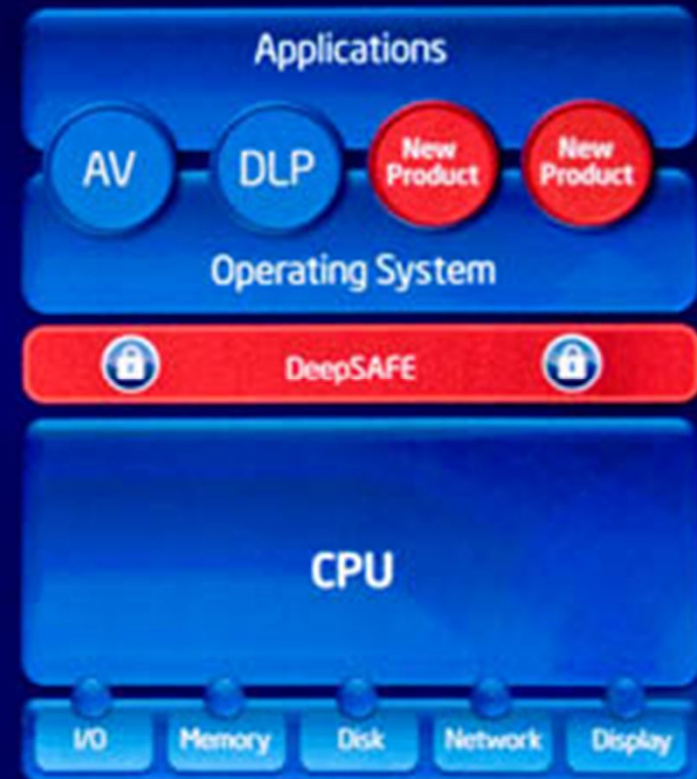 Applications
AV
DLP
New
Product
New
Product
Operating System
DeepSAFE
CPU
I/O
Memory
Disk
Network
Display